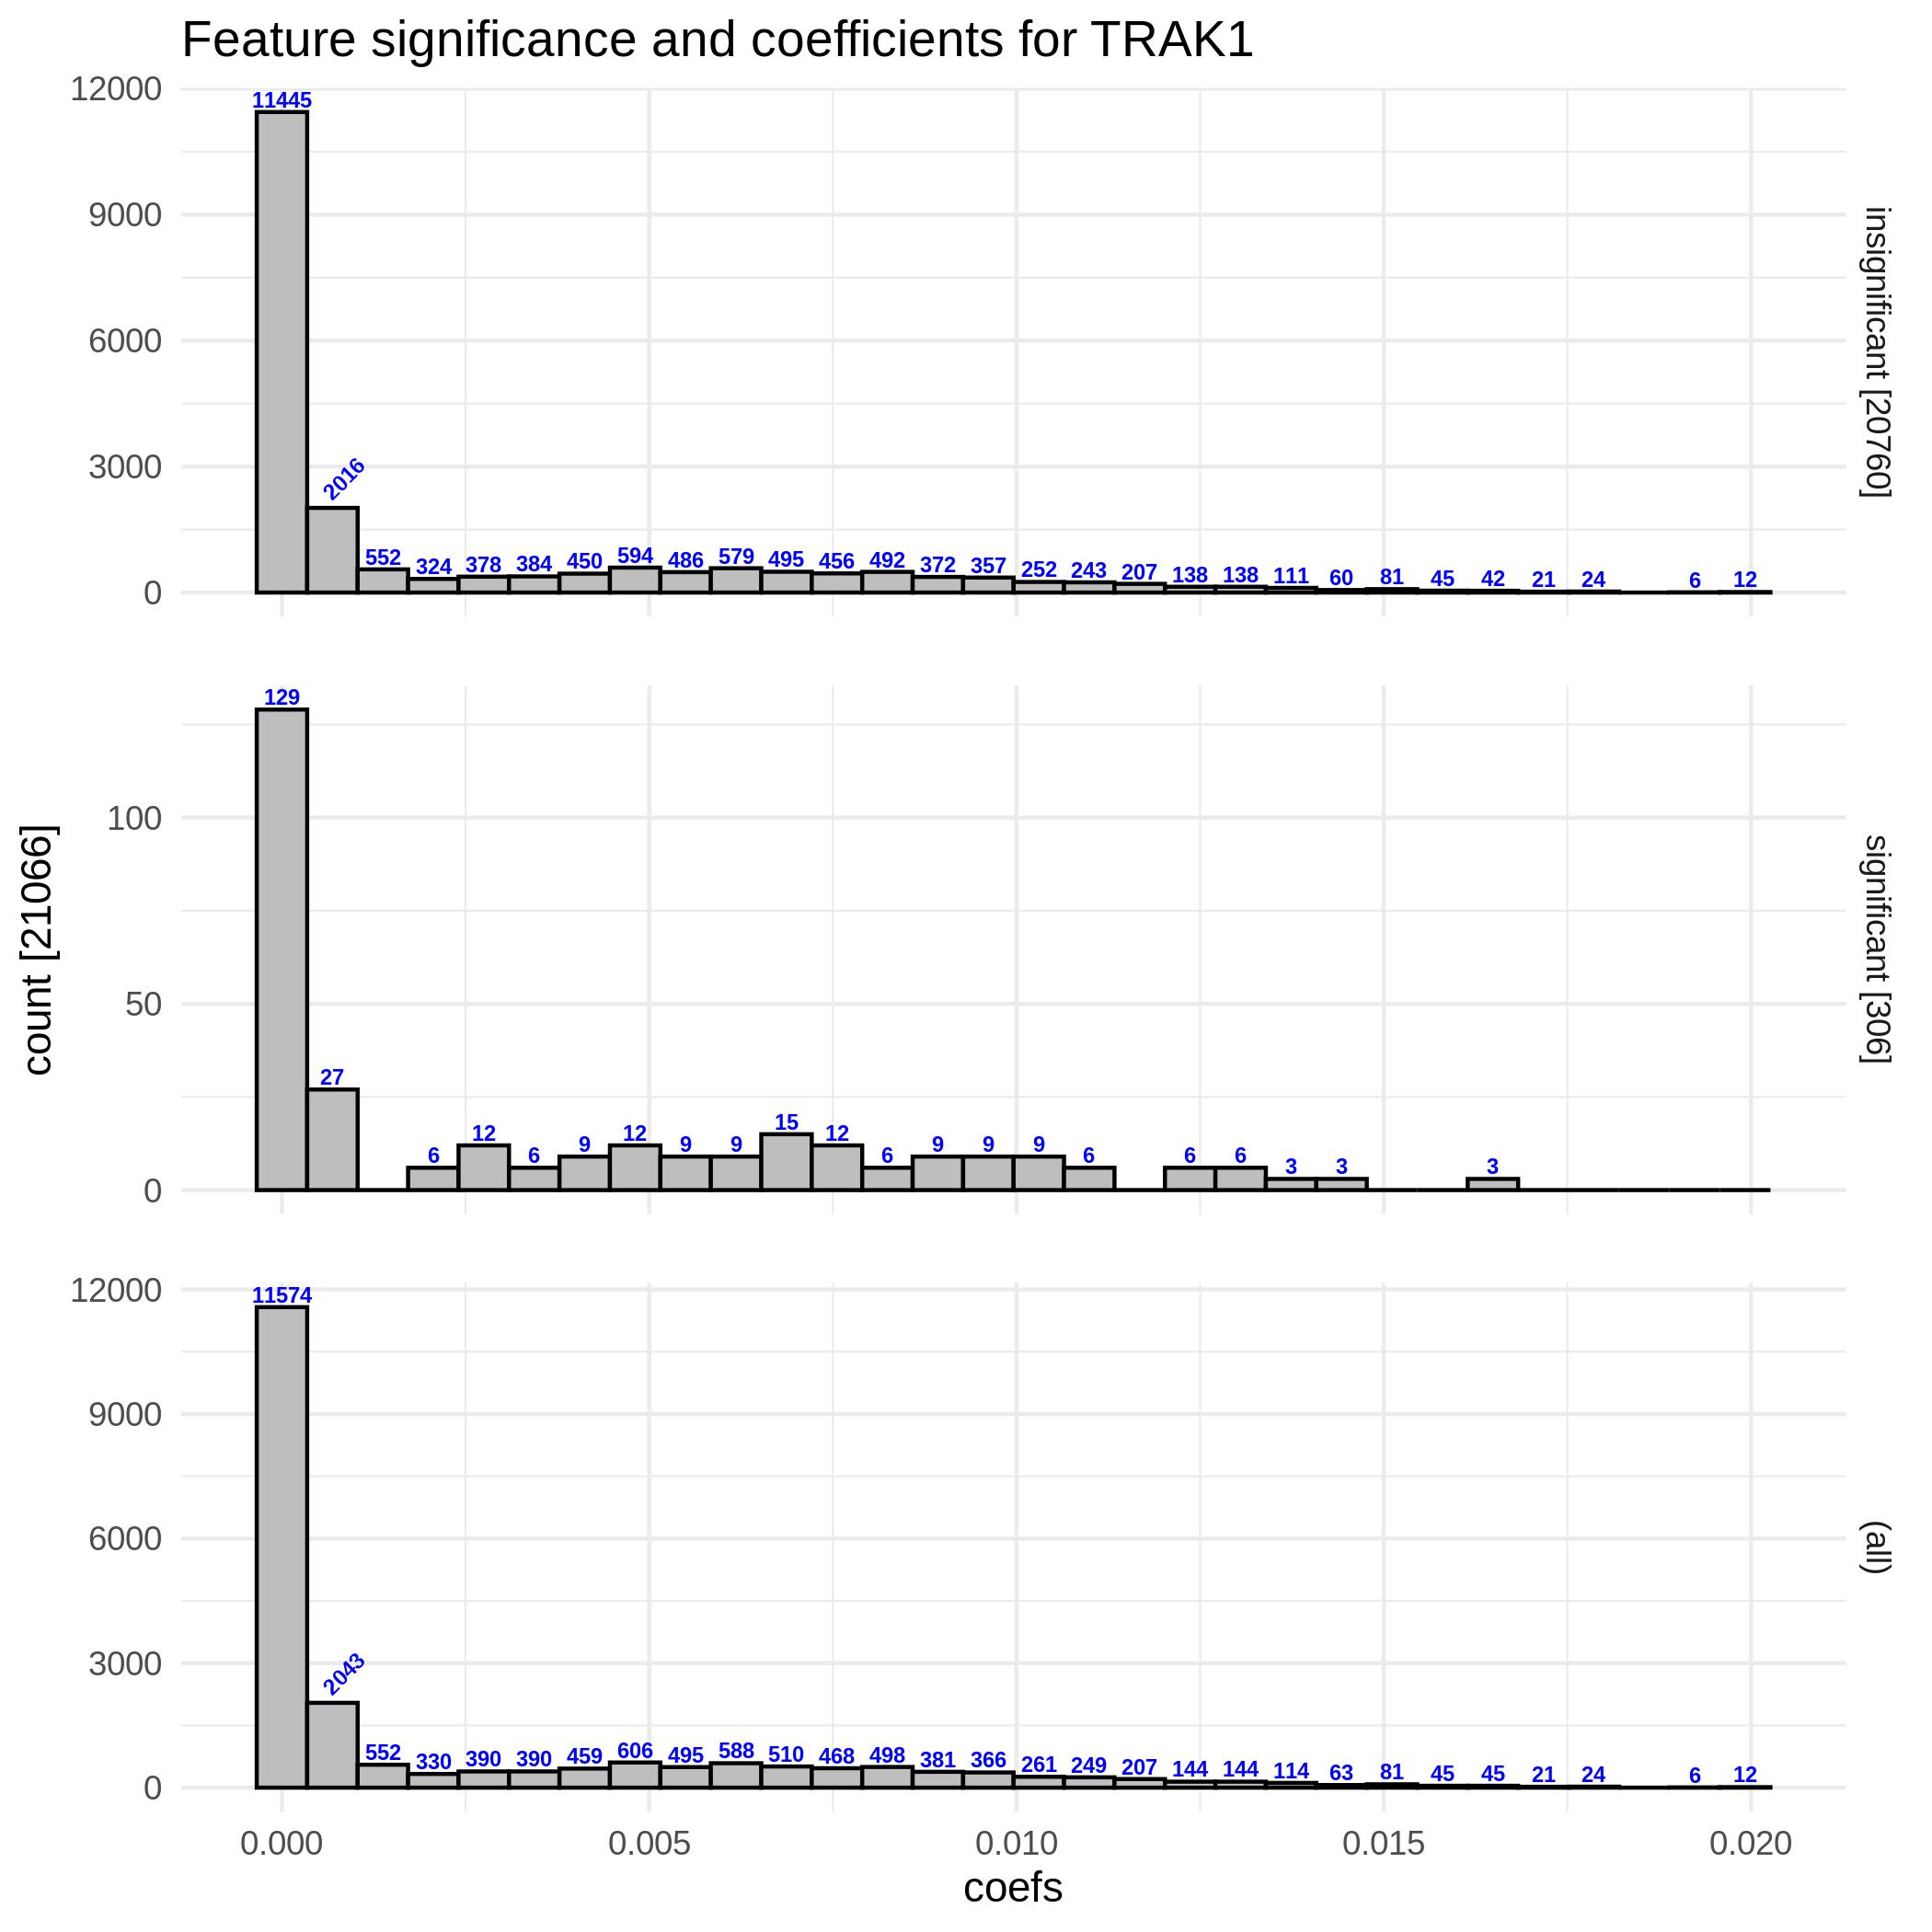 Feature significance and coefficients for TRAK1
12000
9000
6000
3000
0
11445
2016
552 324 378 384 450 594 486 579 495 456 492 372 357 252 243 207 138 138 111 60 81 45 42 21 24 6 12
insignificant [20760]
count [21066]
100
50
0
129
27
6 12 6 9 12 9 9 15 12 6 9 9 9 6 6 6 3 3 3
significant [306]
12000
9000
6000
3000
0
11574
2043
552 330 390 390 459 606 495 588 510 468 498 381 366 261 249 207 144 144 114 63 81 45 45 21 24 6 12
(all)
0.000 0.005 0.010 0.015 0.020
coefs